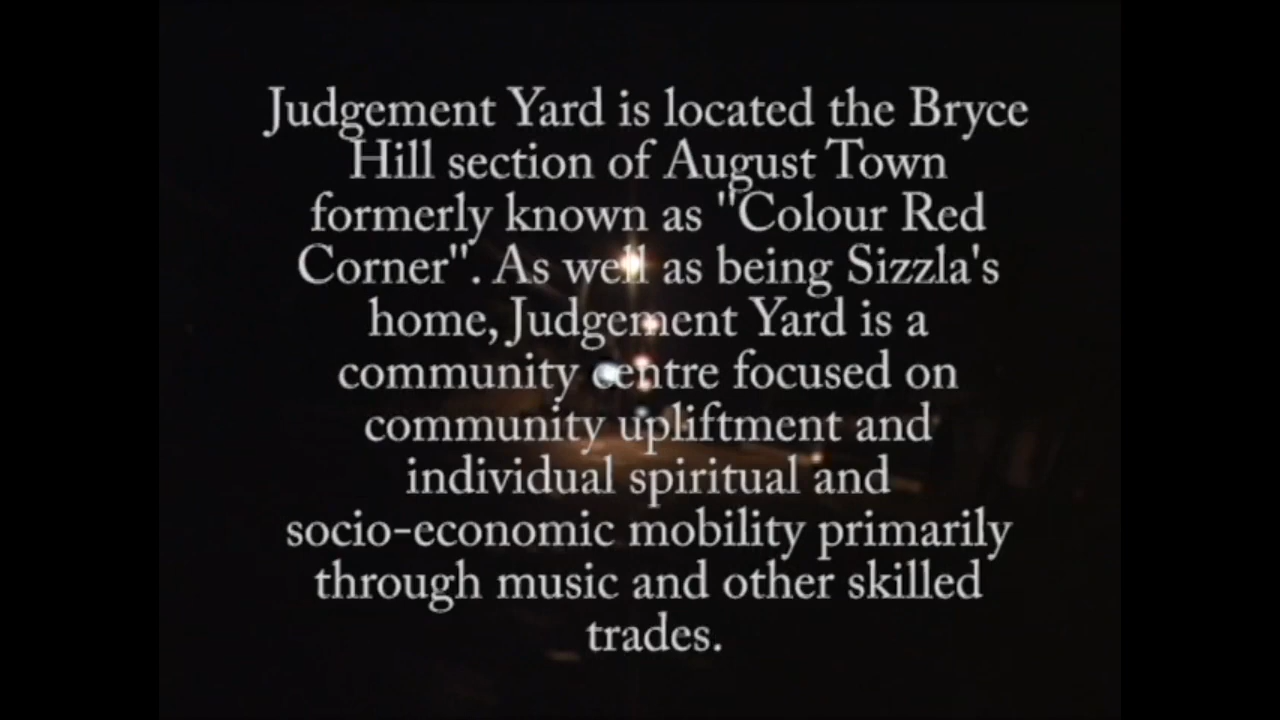 Judgement Yard is located the Bryce
Hill section of August Town
formerly known as "Colour Red
Corner". As well as being Sizzla's
home, Judgement Yard is a
community centre focused on
community upliftment and
individual spiritual and
socio-economic mobility primarily
through music and other skilled
trades.